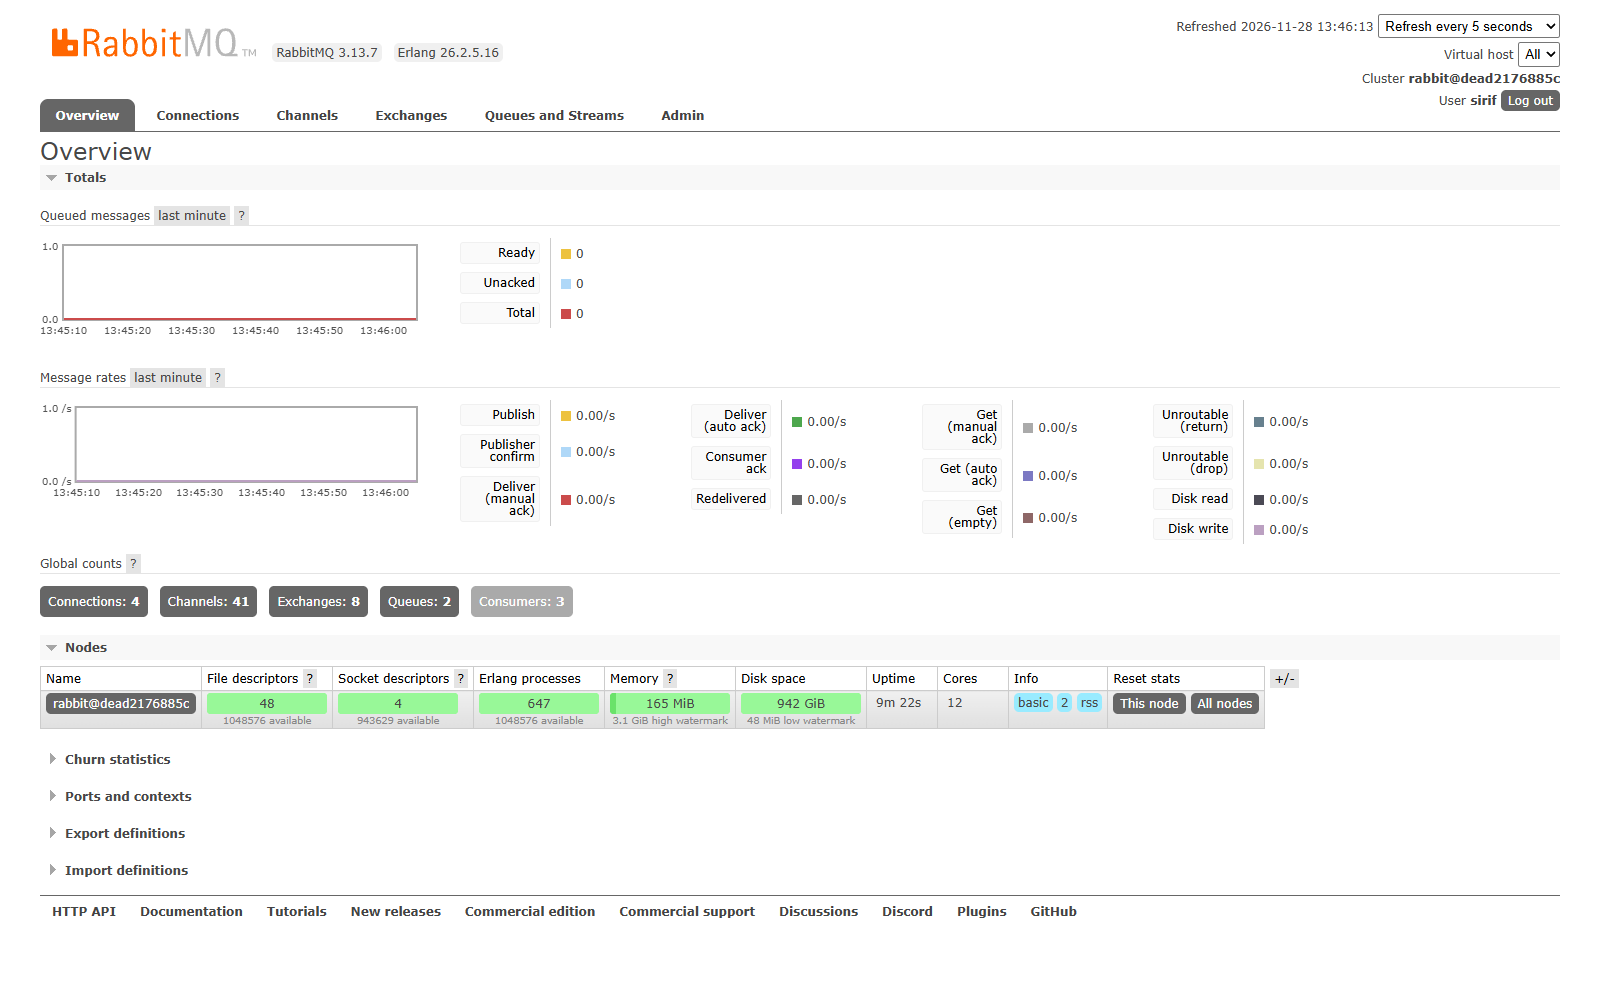 RabbitMQ TM RabbitMQ 3.13.7 Erlang 26.2.5.16
Refreshed 2026-11-28 13:46:13 Refresh every 5 seconds
Virtual host All
Cluster rabbit@dead2176885c
User sirif Log out
Overview Connections Channels Exchanges Queues and Streams Admin
Overview
Totals
Queued messages last minute ?
1.0
0.0
13:45:10 13:45:20 13:45:30 13:45:40 13:45:50 13:46:00
Ready 0
Unacked 0
Total 0
Message rates last minute ?
1.0 /s
0.0 /s
13:45:10 13:45:20 13:45:30 13:45:40 13:45:50 13:46:00
Publish 0.00/s
Publisher
confirm 0.00/s
Deliver
(manual
ack) 0.00/s
Deliver
(auto ack) 0.00/s
Consumer
ack 0.00/s
Redelivered 0.00/s
Get
(manual
ack) 0.00/s
Get (auto
ack) 0.00/s
Get
(empty) 0.00/s
Unroutable
(return) 0.00/s
Unroutable
(drop) 0.00/s
Disk read 0.00/s
Disk write 0.00/s
Global counts ?
Connections: 4 Channels: 41 Exchanges: 8 Queues: 2 Consumers: 3
Nodes
Name File descriptors ? Socket descriptors ? Erlang processes Memory ? Disk space Uptime Cores Info Reset stats +/-
rabbit@dead2176885c 48 4 647 165 MiB 942 GiB 9m 22s 12 basic 2 rss This node All nodes
1048576 available 943629 available 1048576 available 3.1 GiB high watermark 48 MiB low watermark
Churn statistics
Ports and contexts
Export definitions
Import definitions
HTTP API Documentation Tutorials New releases Commercial edition Commercial support Discussions Discord Plugins GitHub